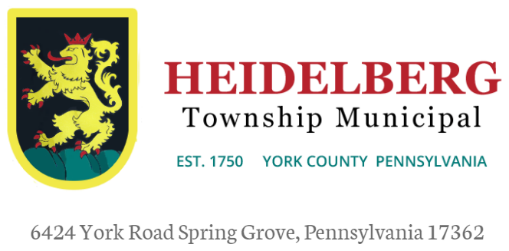 HEIDELBERG
Township Municipal
EST. 1750 YORK COUNTY PENNSYLVANIA
6424 York Road Spring Grove, Pennsylvania 17362